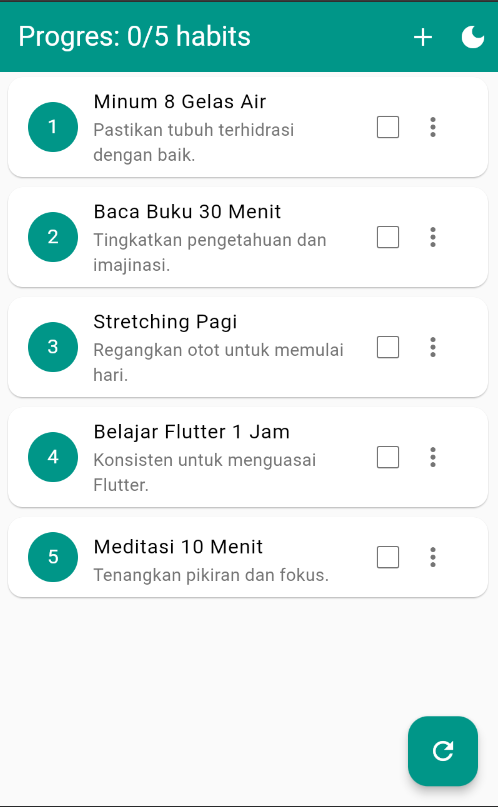 Progres: 0/5 habits
1
Minum 8 Gelas Air
Pastikan tubuh terhidrasi
dengan baik.
2
Baca Buku 30 Menit
Tingkatkan pengetahuan dan
imajinasi.
3
Stretching Pagi
Regangkan otot untuk memulai
hari.
4
Belajar Flutter 1 Jam
Konsisten untuk menguasai
Flutter.
5
Meditasi 10 Menit
Tenangkan pikiran dan fokus.